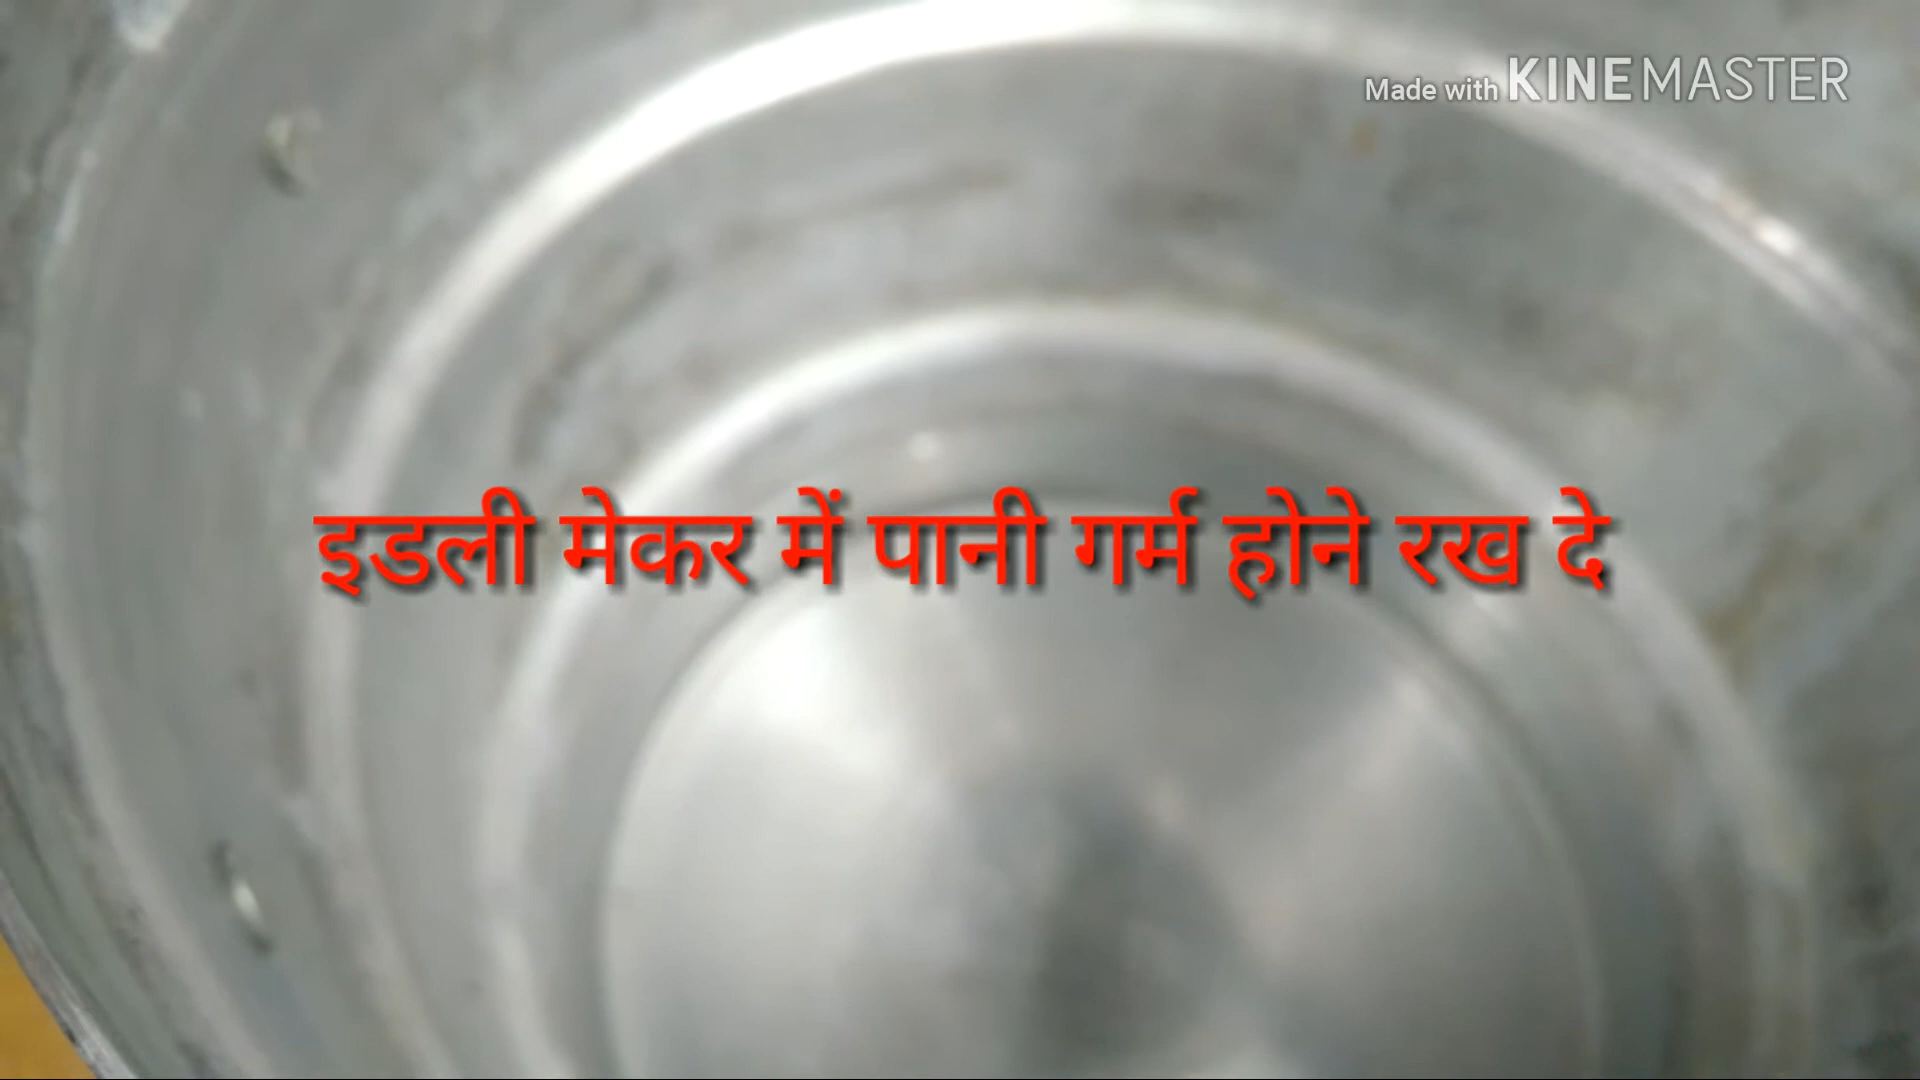 Made with KINEMASTER
इडली मेकर में पानी गर्म होने रख दे